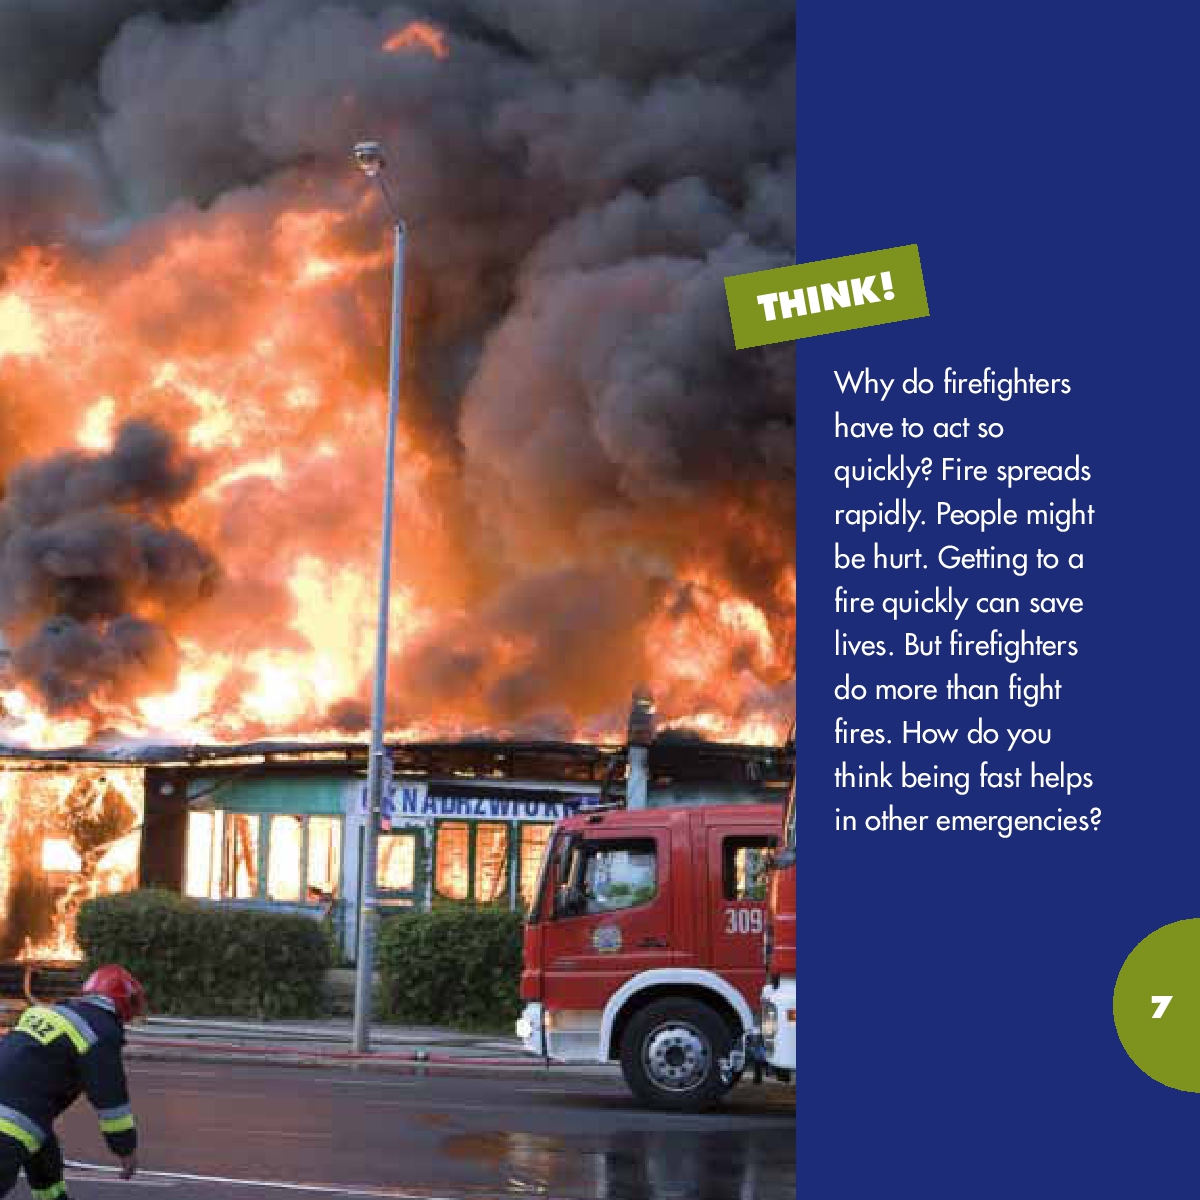 THINK!
Why do firefighters
have to act so
quickly? Fire spreads
rapidly. People might
be hurt. Getting to a
fire quickly can save
lives. But firefighters
do more than fight
fires. How do you
think being fast helps
in other emergencies?
309
7